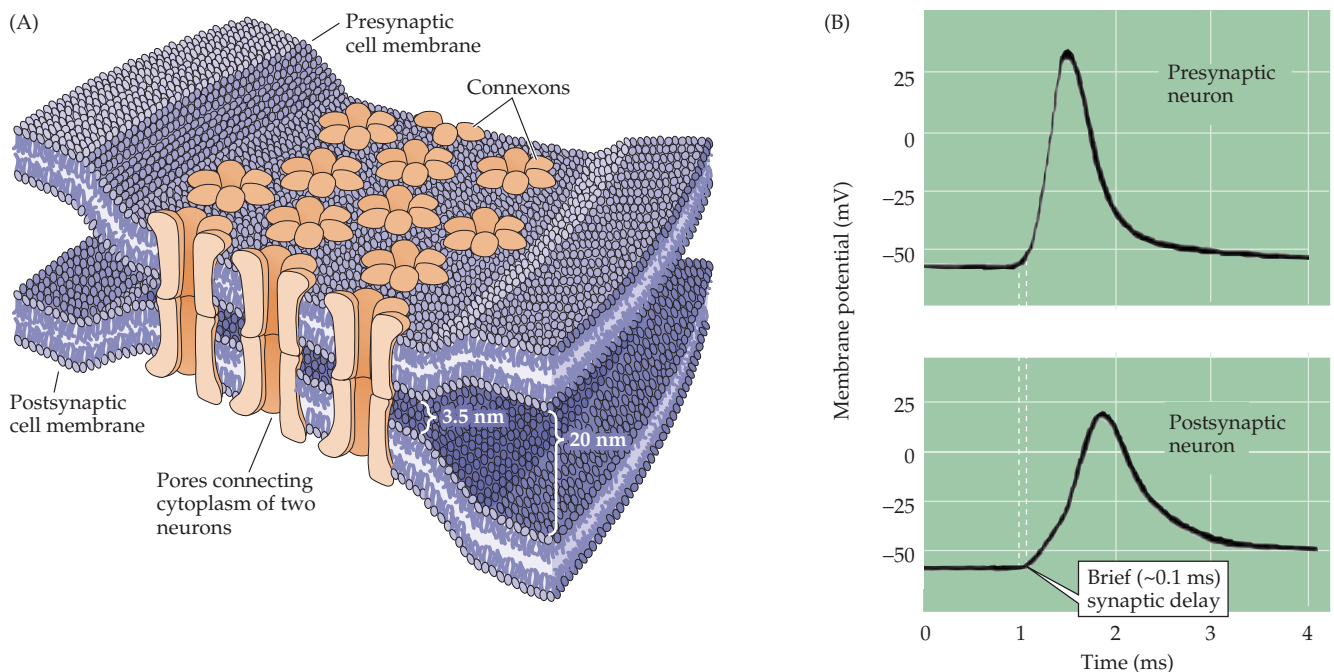 (A)
Presynaptic
cell membrane
Connexons
3.5 nm
20 nm
Postsynaptic
cell membrane
Pores connecting
cytoplasm of two
neurons
(B)
Membrane potential (mV)
25
0
–25
–50
Presynaptic
neuron
25
0
–25
–50
Postsynaptic
neuron
Brief (~0.1 ms)
synaptic delay
0
1
2
3
4
Time (ms)